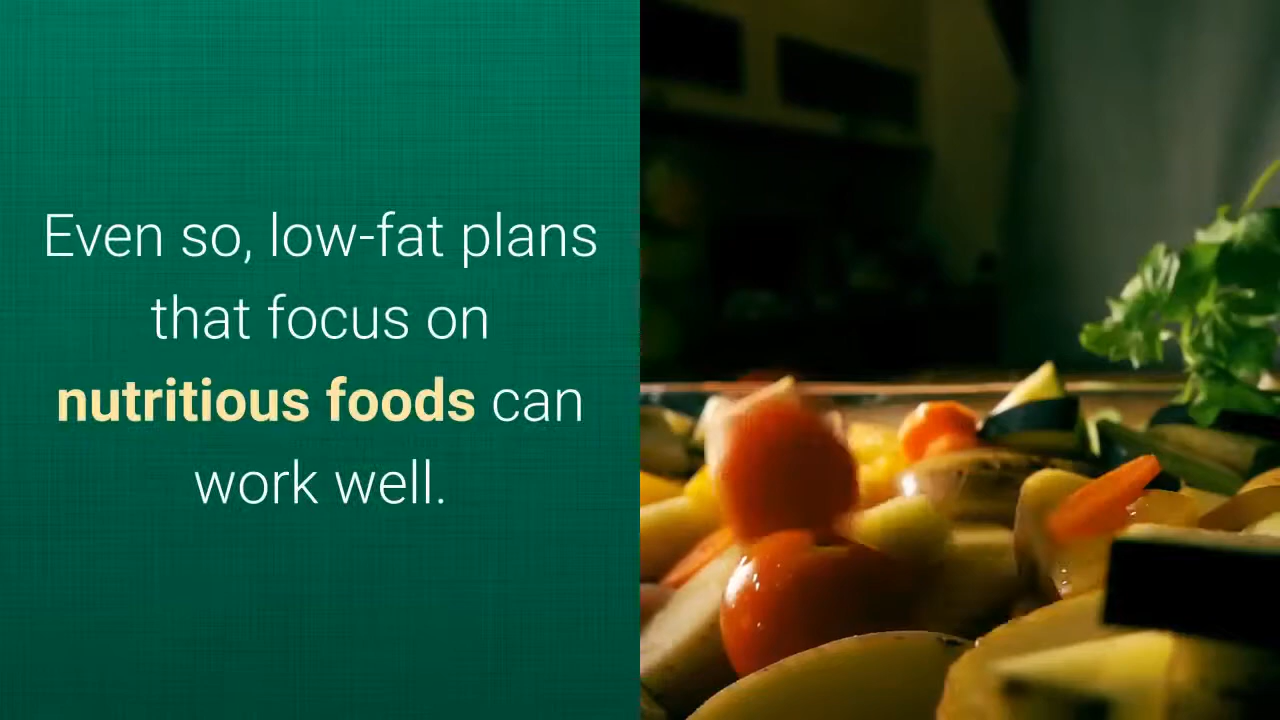 Even so, low-fat plans
that focus on
nutritious foods can
work well.